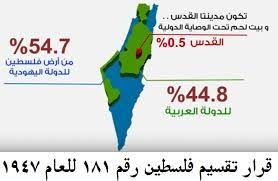 تكون مدينتنا القدس ..
و بيت لحم تحت الوصاية الدولية
القدس 0.5%
54.7%
من أرض فلسطين
للدولة اليهودية
44.8%
للدولة العربية
قرار تقسيم فلسطين رقم ١٨١ للعام ١٩٤٧